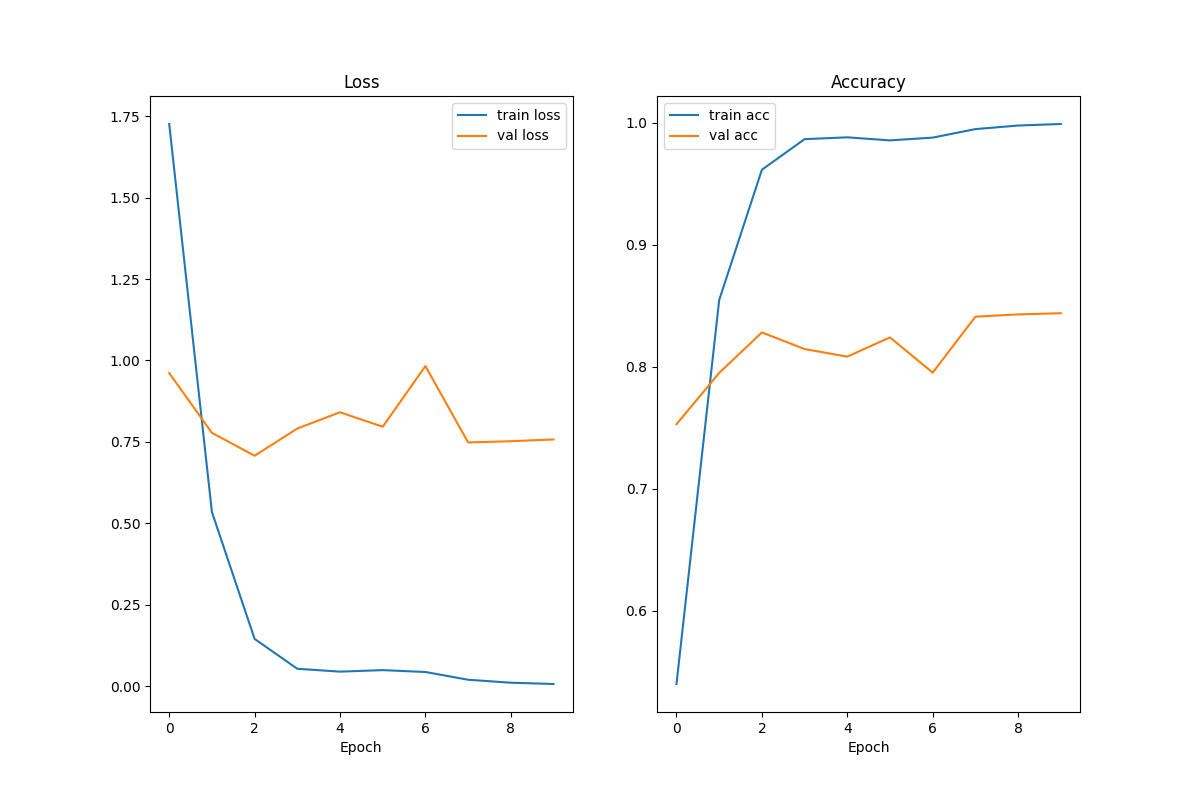 Loss
train loss
val loss
1.75
1.50
1.25
1.00
0.75
0.50
0.25
0.00
0 2 4 6 8
Epoch
Accuracy
train acc
val acc
1.0
0.9
0.8
0.7
0.6
0 2 4 6 8
Epoch